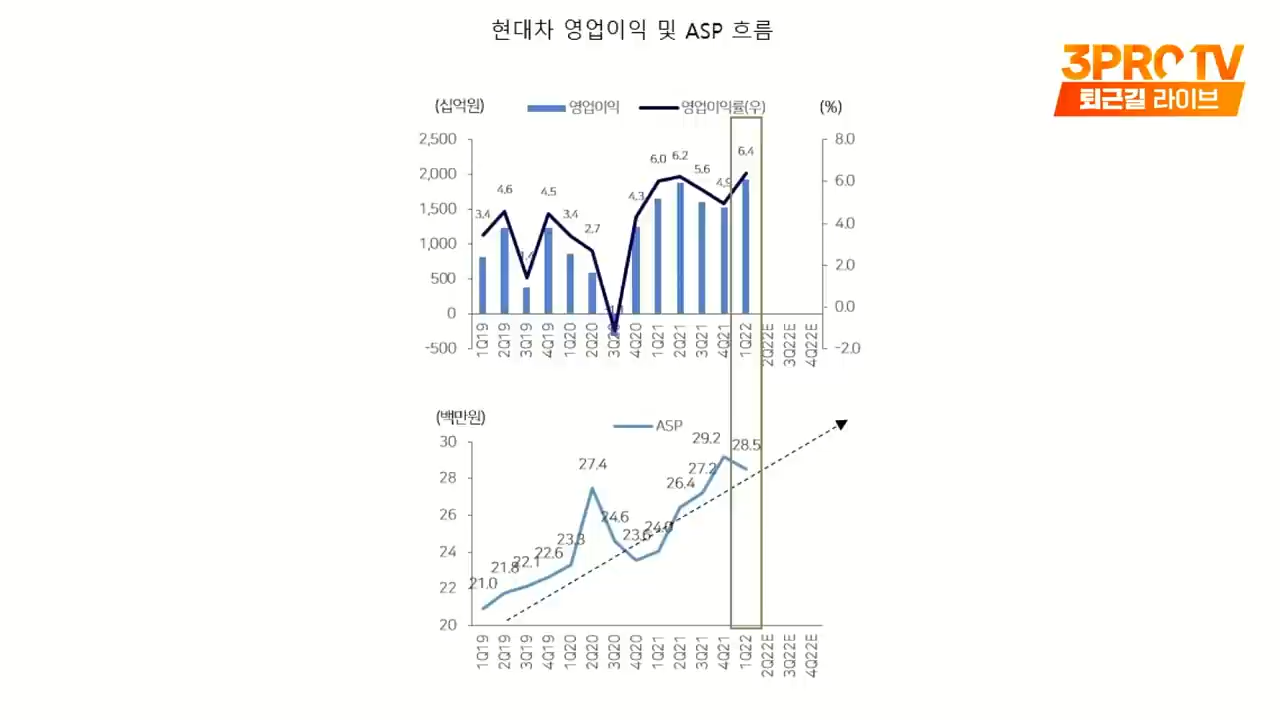 현대차 영업이익 및 ASP 흐름
3PROTV
퇴근길 라이브
(십억원) 영업이익 영업이익률(우) (%)
2,500 8.0
2,000 6.0
1,500 4.0
1,000 2.0
500 0.0
0 -2.0
-500
3.4 4.6 1.4 4.5 3.4 2.7 4.3 6.0 6.2 5.6 4.9 6.4
1Q19 2Q19 3Q19 4Q19 1Q20 2Q20 3Q20 4Q20 1Q21 2Q21 3Q21 4Q21 1Q22 2Q22E 3Q22E 4Q22E
(백만원) ASP
30
28
26
24
22
20
21.0 21.8 22.1 22.6 23.3 27.4 24.6 23.6 24.0 26.4 27.2 29.2 28.5
1Q19 2Q19 3Q19 4Q19 1Q20 2Q20 3Q20 4Q20 1Q21 2Q21 3Q21 4Q21 1Q22 2Q22E 3Q22E 4Q22E